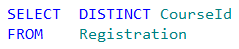 SELECT  DISTINCT CourseId
FROM    Registration